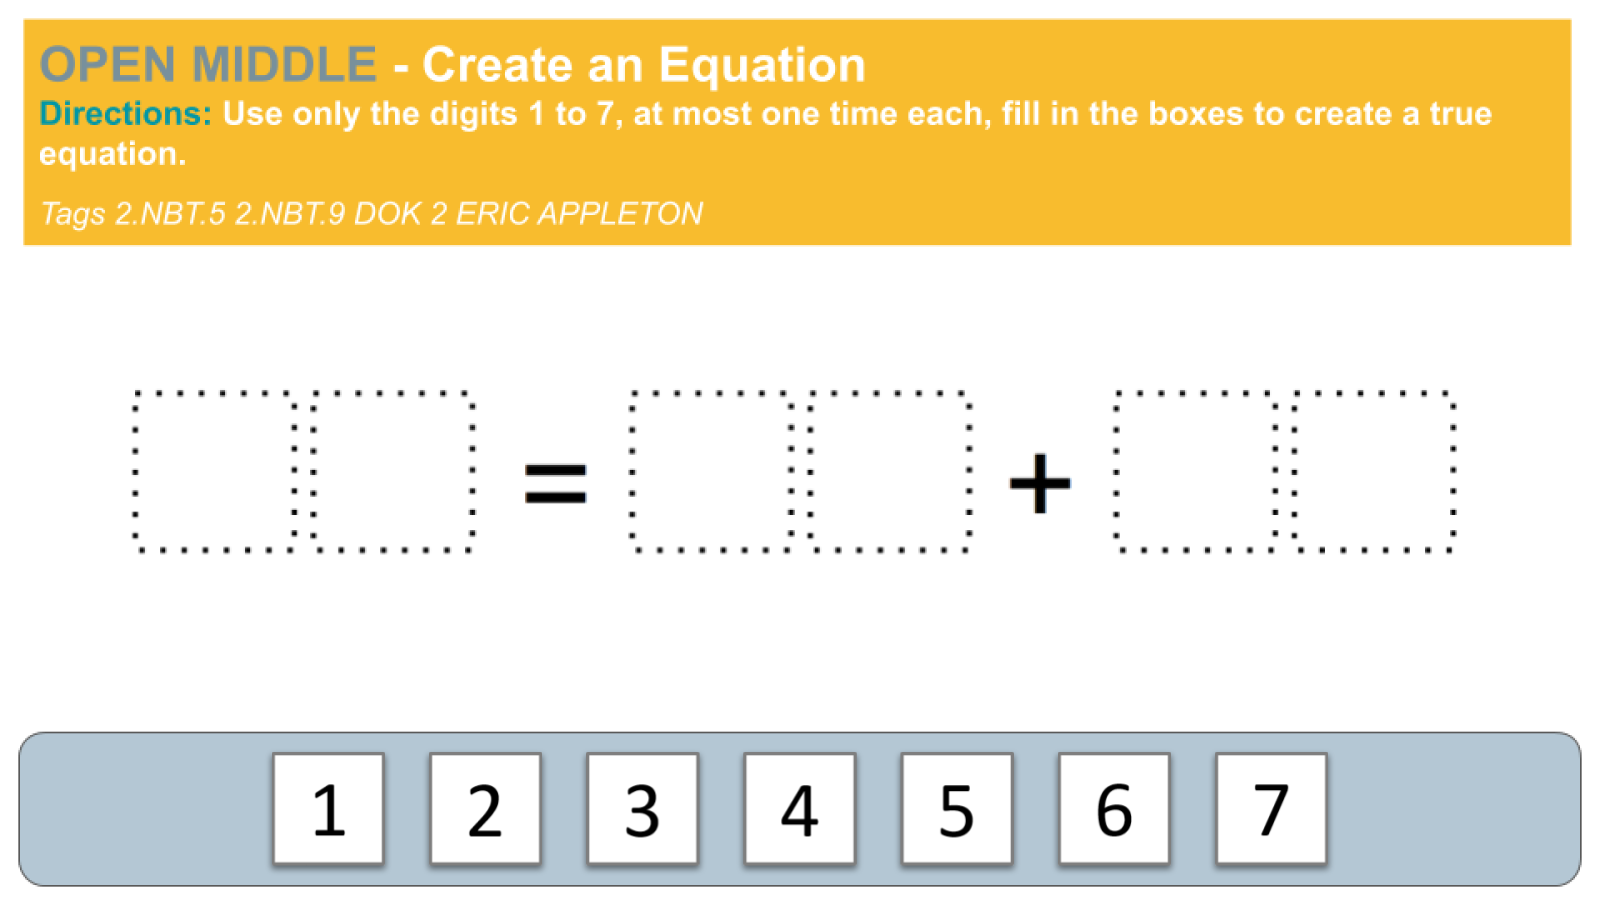 OPEN MIDDLE - Create an Equation
Directions: Use only the digits 1 to 7, at most one time each, fill in the boxes to create a true
equation.
Tags 2.NBT.5 2.NBT.9 DOK 2 ERIC APPLETON
= +
1 2 3 4 5 6 7